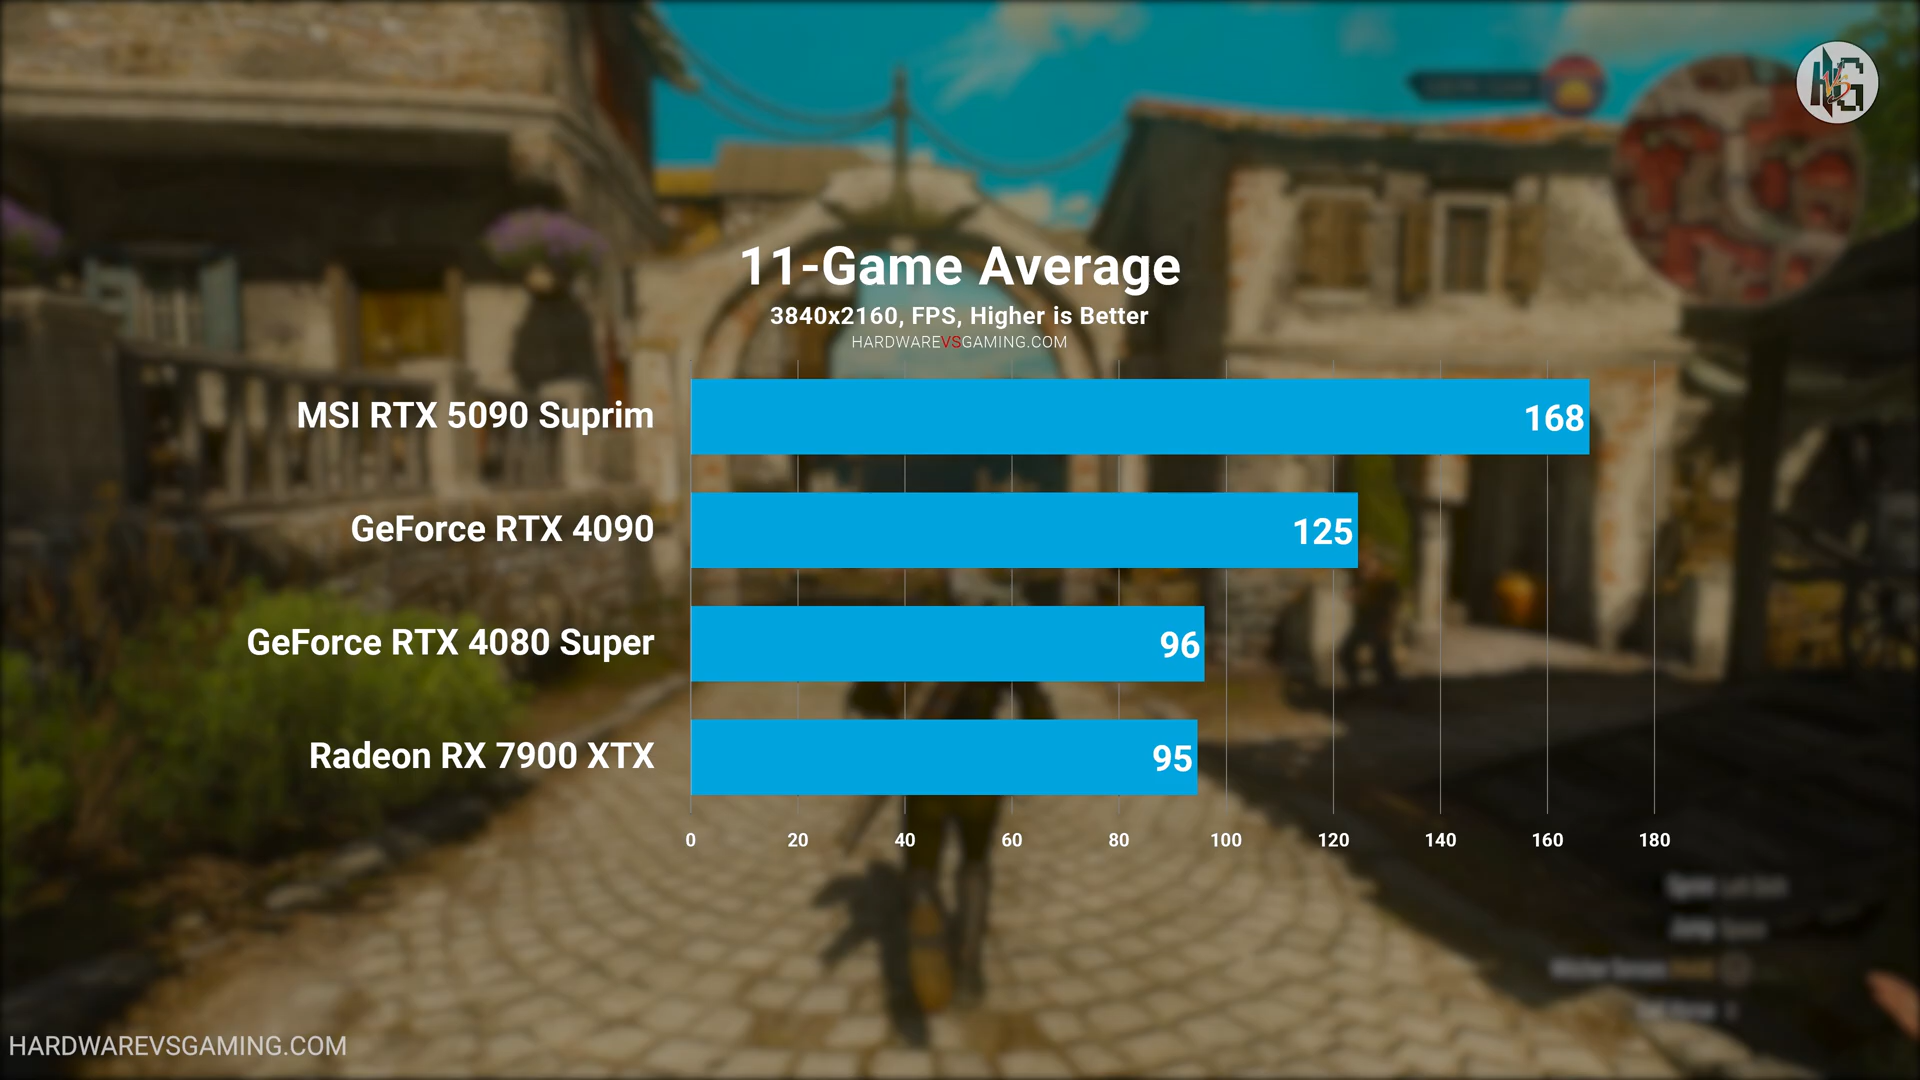 11-Game Average
3840x2160, FPS, Higher is Better
HARDWAREVSGAMING.COM
MSI RTX 5090 Suprim
168
GeForce RTX 4090
125
GeForce RTX 4080 Super
96
Radeon RX 7900 XTX
95
0 20 40 60 80 100 120 140 160 180
HARDWAREVSGAMING.COM